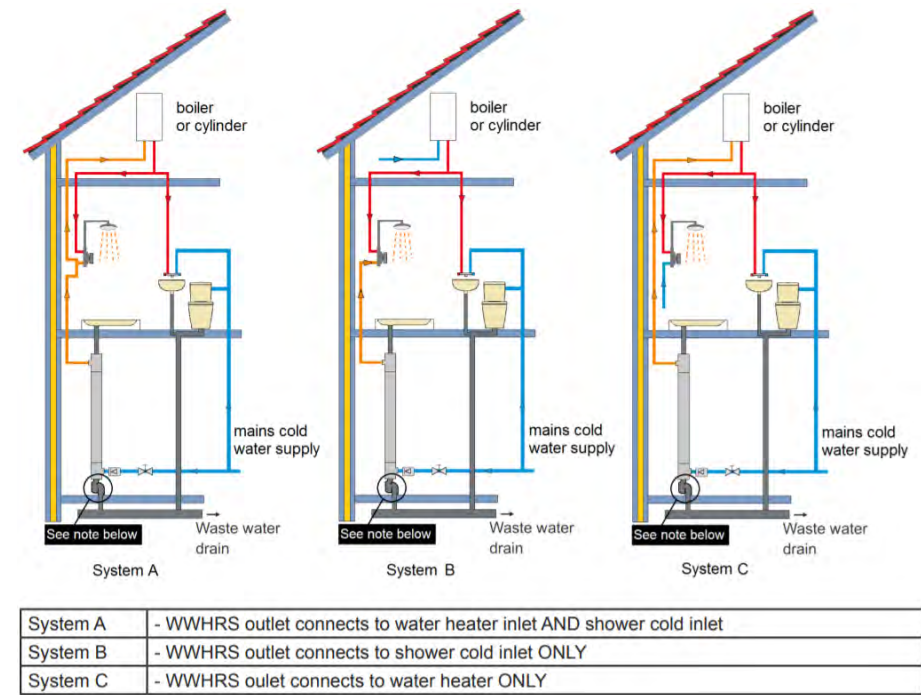 boiler
or cylinder
boiler
or cylinder
boiler
or cylinder
mains cold
water supply
mains cold
water supply
mains cold
water supply
See note below
Waste water
drain
See note below
Waste water
drain
See note below
Waste water
drain
System A
System B
System C
System A - WWHRS outlet connects to water heater inlet AND shower cold inlet
System B - WWHRS outlet connects to shower cold inlet ONLY
System C - WWHRS oulet connects to water heater ONLY